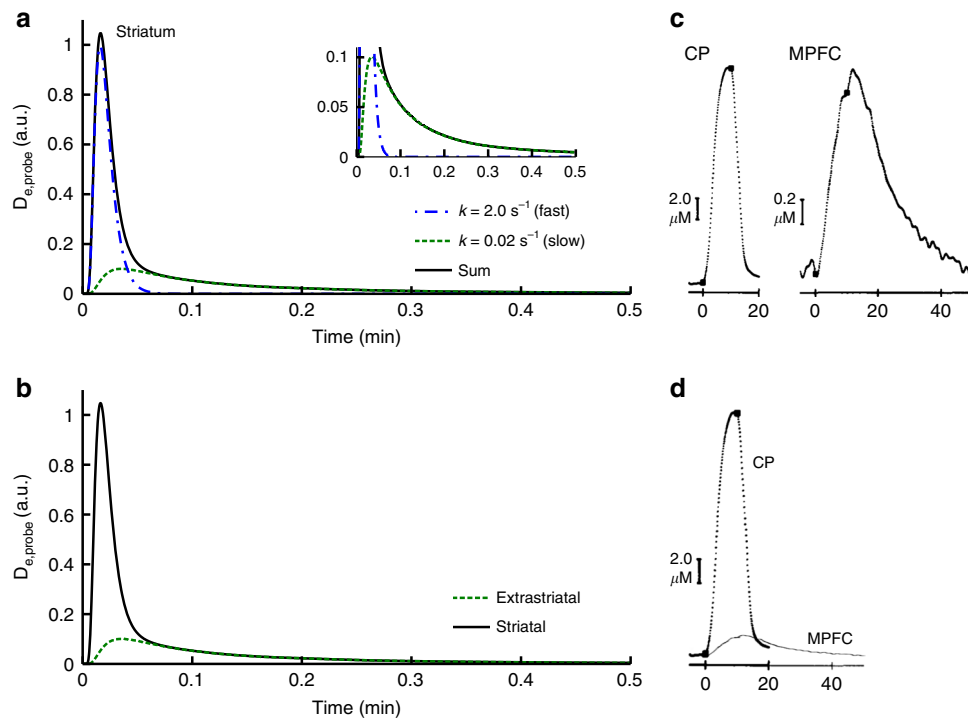 a
Striatum
D_e,probe (a.u.)
1
0.8
0.6
0.4
0.2
0
0 0.1 0.2 0.3 0.4 0.5
Time (min)
0.1
0.05
0
0 0.1 0.2 0.3 0.4 0.5
k = 2.0 s⁻¹ (fast)
k = 0.02 s⁻¹ (slow)
Sum
b
D_e,probe (a.u.)
1
0.8
0.6
0.4
0.2
0
0 0.1 0.2 0.3 0.4 0.5
Time (min)
Extrastriatal
Striatal
c
CP
MPFC
2.0
μM
0.2
μM
0 20
0 20 40
d
CP
2.0
μM
MPFC
0 20 40